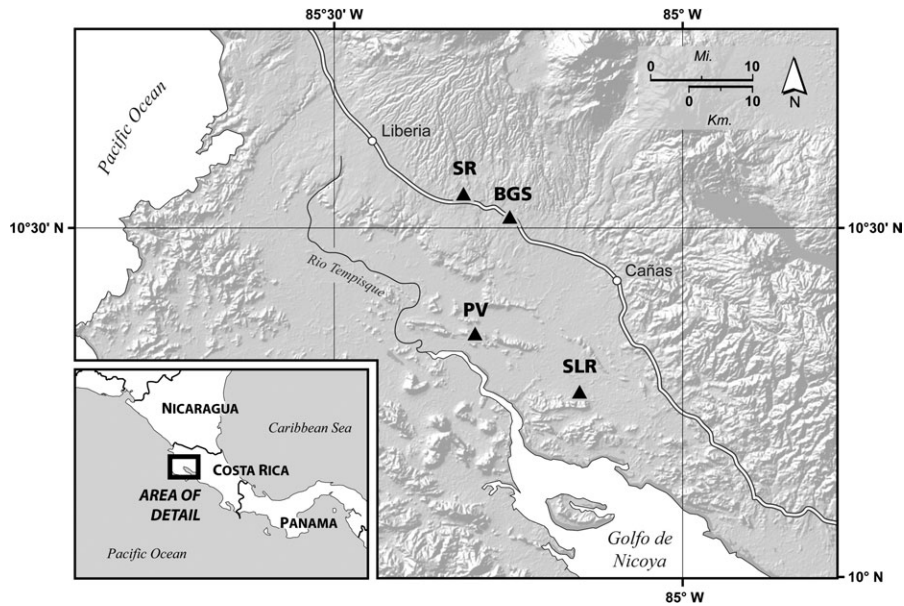 85°30' W
85° W
Mi.
0 10
0 10
Km.
N
Pacific Ocean
Liberia
SR
BGS
10°30' N
10°30' N
Rio Tempisque
Cañas
PV
SLR
NICARAGUA
Caribbean Sea
COSTA RICA
AREA OF
DETAIL
PANAMA
Pacific Ocean
Golfo de
Nicoya
10° N
85° W